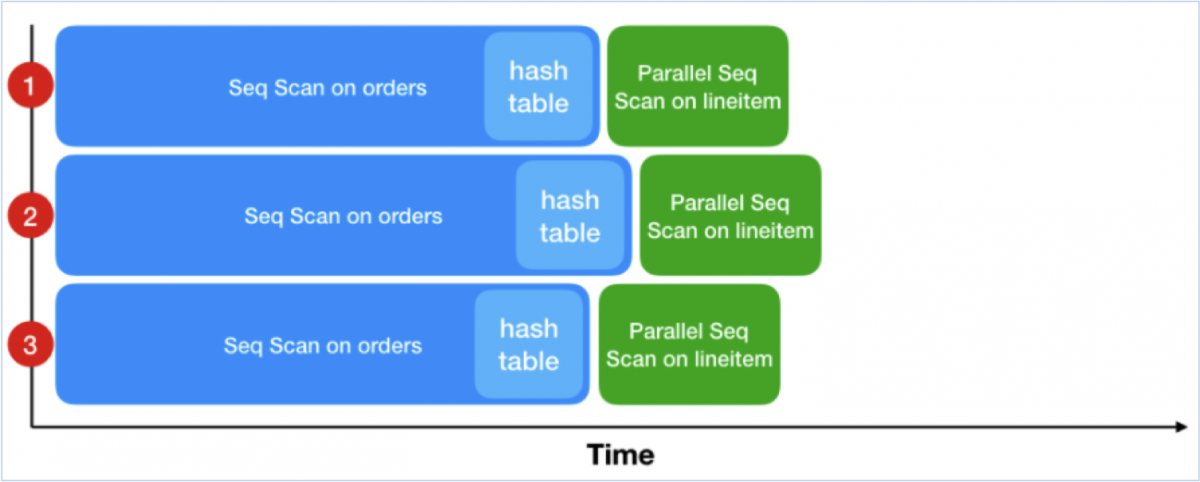 1
Seq Scan on orders
hash
table
Parallel Seq
Scan on lineitem
2
Seq Scan on orders
hash
table
Parallel Seq
Scan on lineitem
3
Seq Scan on orders
hash
table
Parallel Seq
Scan on lineitem
Time